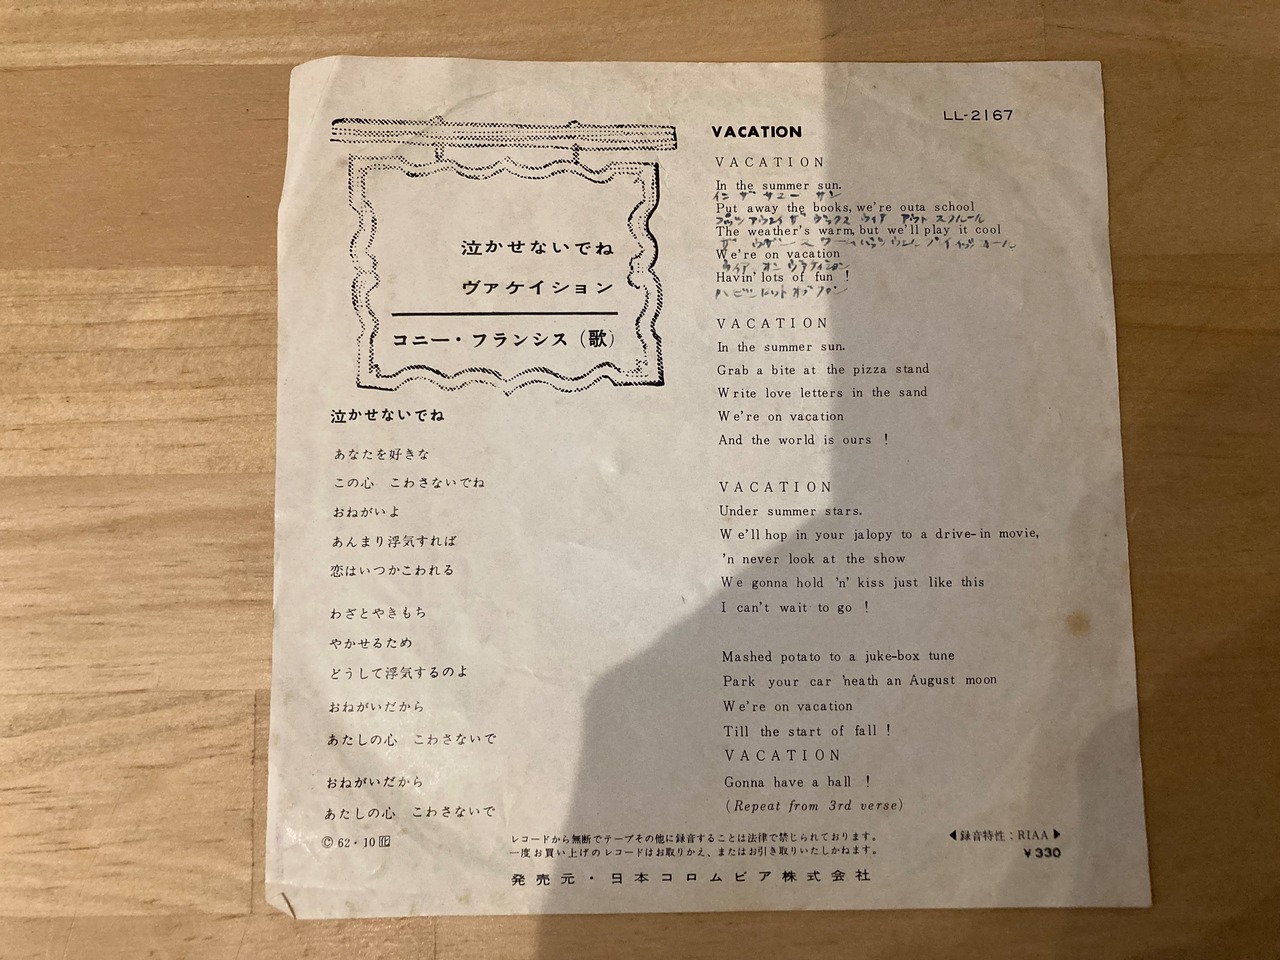 泣かせないでね
ヴァケイション
コニー・フランシス（歌）
泣かせないでね
あなたを好きな
この心　こわさないでね
おねがいよ
あんまり浮気すれば
恋はいつかこわれる
わざとやきもち
やかせるため
どうして浮気するのよ
おねがいだから
あたしの心　こわさないで
おねがいだから
あたしの心　こわさないで
© 62・10
LL-2167
VACATION
VACATION
In the summer sun.
イン ザ サマー サン
Put away the books, we're outa school
The weather's warm, but we'll play it cool
We're on vacation
Havin' lots of fun !
VACATION
In the summer sun.
Grab a bite at the pizza stand
Write love letters in the sand
We're on vacation
And the world is ours !
VACATION
Under summer stars.
We'll hop in your jalopy to a drive-in movie,
'n never look at the show
We gonna hold 'n' kiss just like this
I can't wait to go !
Mashed potato to a juke-box tune
Park your car 'neath an August moon
We're on vacation
Till the start of fall !
VACATION
Gonna have a ball !
(Repeat from 3rd verse)
レコードから無断でテープその他に録音することは法律で禁じられております。
一度お買い上げのレコードはお取りかえ、またはお引き取りいたしかねます。
◀録音特性：RIAA▶
¥330
発売元・日本コロムビア株式会社